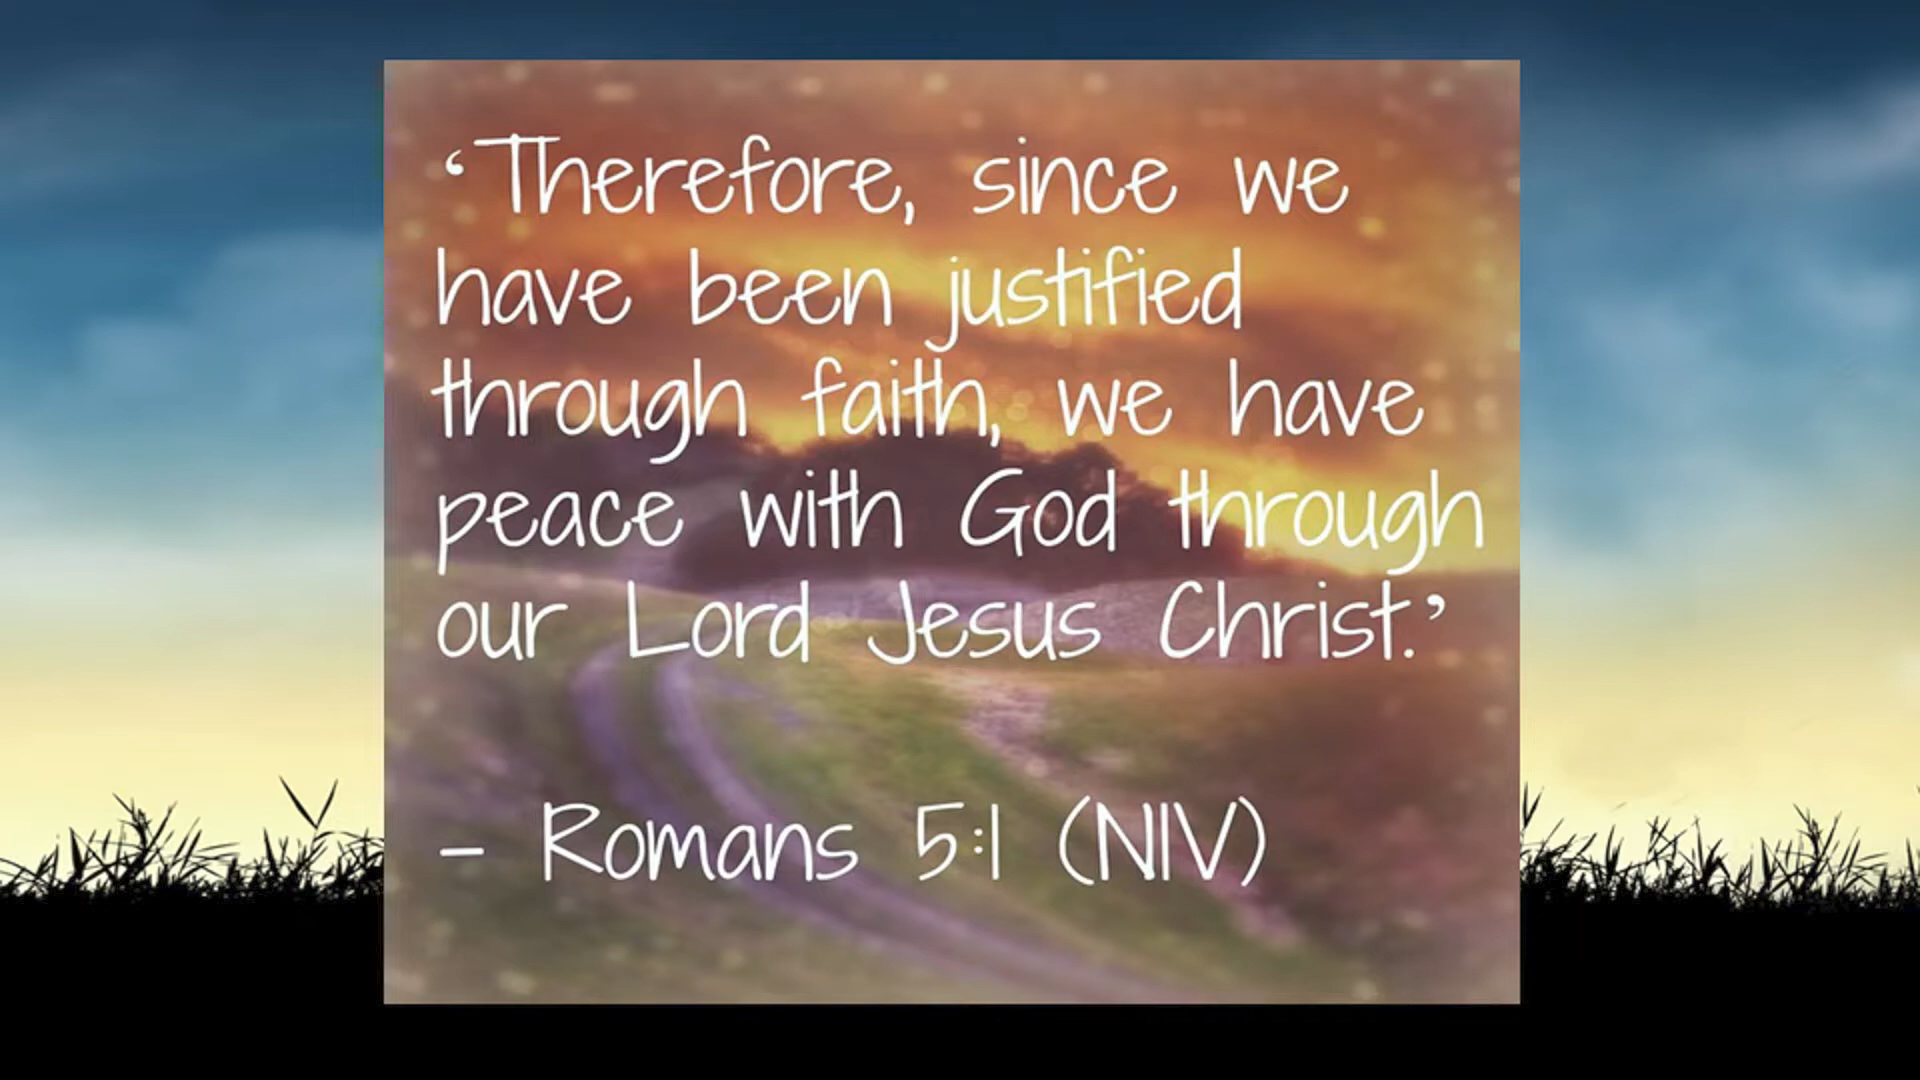 ‘Therefore, since we
have been justified
through faith, we have
peace with God through
our Lord Jesus Christ.’
- Romans 5:1 (NIV)